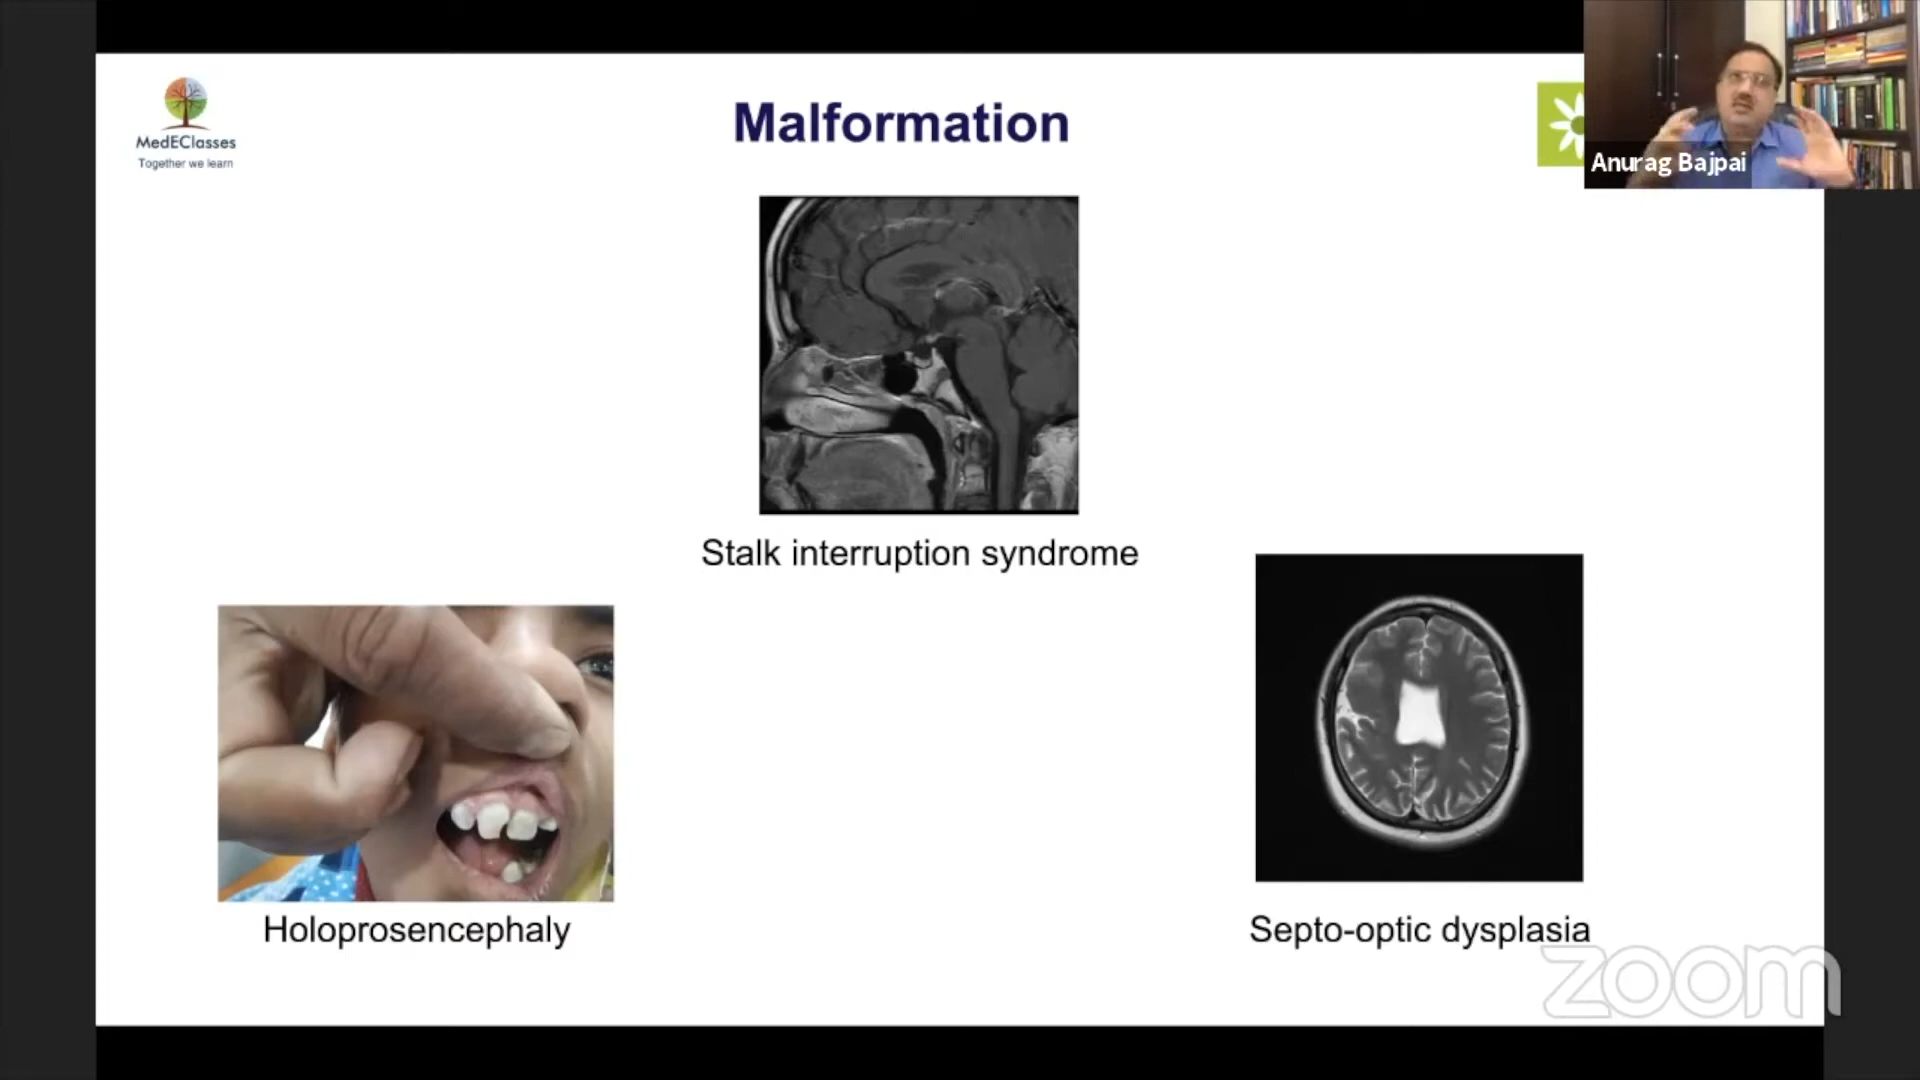 MedEClasses
Together we learn
Malformation
Anurag Bajpai
Stalk interruption syndrome
Holoprosencephaly
Septo-optic dysplasia
zoom